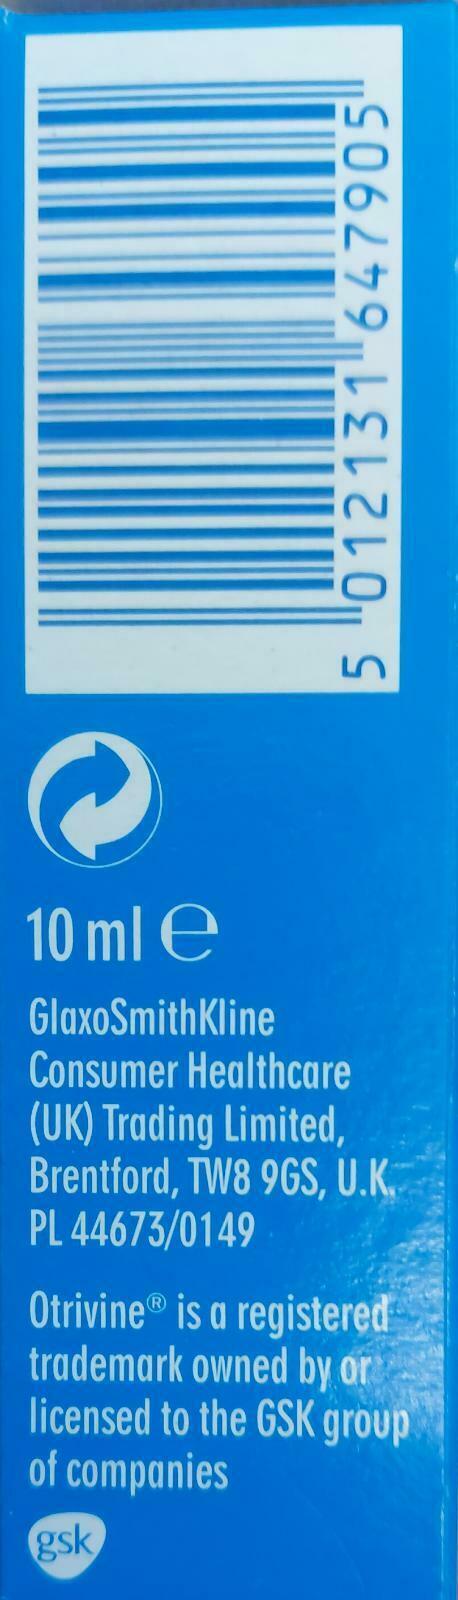 5 012131 647905
10 ml ℮
GlaxoSmithKline
Consumer Healthcare
(UK) Trading Limited,
Brentford, TW8 9GS, U.K.
PL 44673/0149
Otrivine® is a registered
trademark owned by or
licensed to the GSK group
of companies
gsk